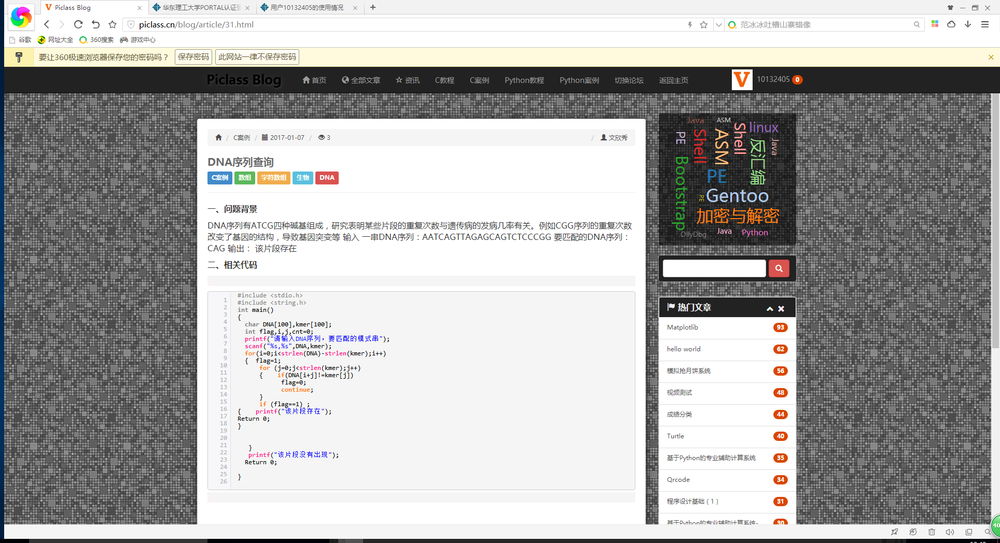 Piclass Blog
华东理工大学PORTAL认证登
用户10132405的使用情况
piclass.cn/blog/article/31.html
范冰冰吐槽山寨蜡像
谷歌
网址大全
360搜索
游戏中心
要让360极速浏览器保存您的密码吗？
保存密码
此网站一律不保存密码
Piclass Blog
首页
全部文章
资讯
C教程
C案例
Python教程
Python案例
切换论坛
返回主页
V
10132405 0
/ C案例 / 2017-01-07 / 3
/ 文欣秀
DNA序列查询
C案例 数组 字符数组 生物 DNA
一、问题背景
DNA序列有ATCG四种碱基组成，研究表明某些片段的重复次数与遗传病的发病几率有关。例如CGG序列的重复次数
改变了基因的结构，导致基因突变等 输入 一串DNA序列：AATCAGTTAGAGCAGTCTCCCGG 要匹配的DNA序列：
CAG 输出： 该片段存在
二、相关代码
1
2
3
4
5
6
7
8
9
10
11
12
13
14
15
16
17
18
19
20
21
22
23
24
25
26
#include <stdio.h>
#include <string.h>
int main()
{
char DNA[100],kmer[100];
int flag,i,j,cnt=0;
printf("请输入DNA序列，要匹配的模式串");
scanf("%s,%s",DNA,kmer);
for(i=0;i<strlen(DNA)-strlen(kmer);i++)
{ flag=1;
for (j=0;j<strlen(kmer);j++)
{ if(DNA[i+j]!=kmer[j])
flag=0;
continue;
}
if (flag==1) ;
{ printf("该片段存在");
Return 0;
}
}
printf("该片段没有出现");
Return 0;
}
Java
ASM
Shell
linux
PE
Shell
ASM
反汇编
Java
Bootstrap
PE
PE
Gentoo
加密与解密
Java
Python
OllyDbg
热门文章
Matplotlib 93
hello world 62
模拟抢月饼系统 56
视频测试 48
成绩分类 44
Turtle 40
基于Python的专业辅助计算系统 35
Qrcode 34
程序设计基础（1） 31
基于Python的专业辅助计算系统- 30
40